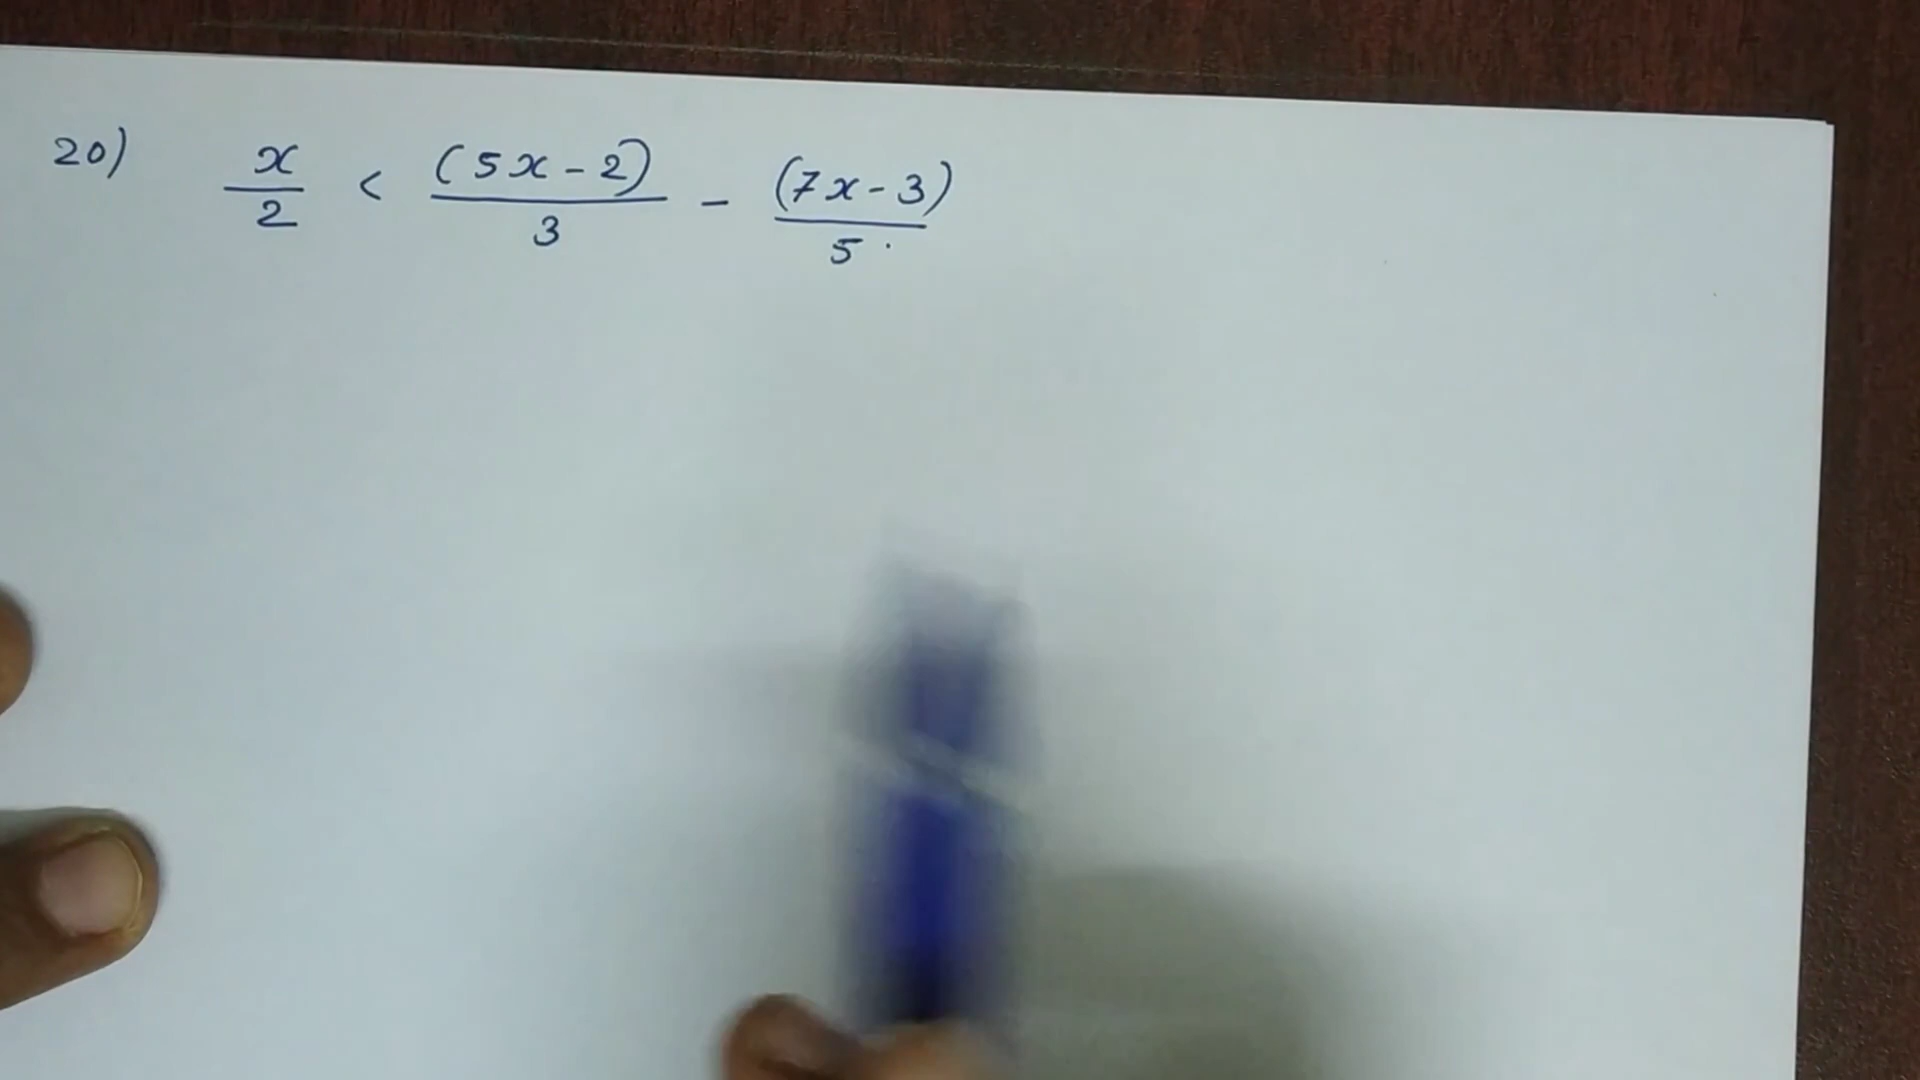 20) x/2 < (5x-2)/3 - (7x-3)/5